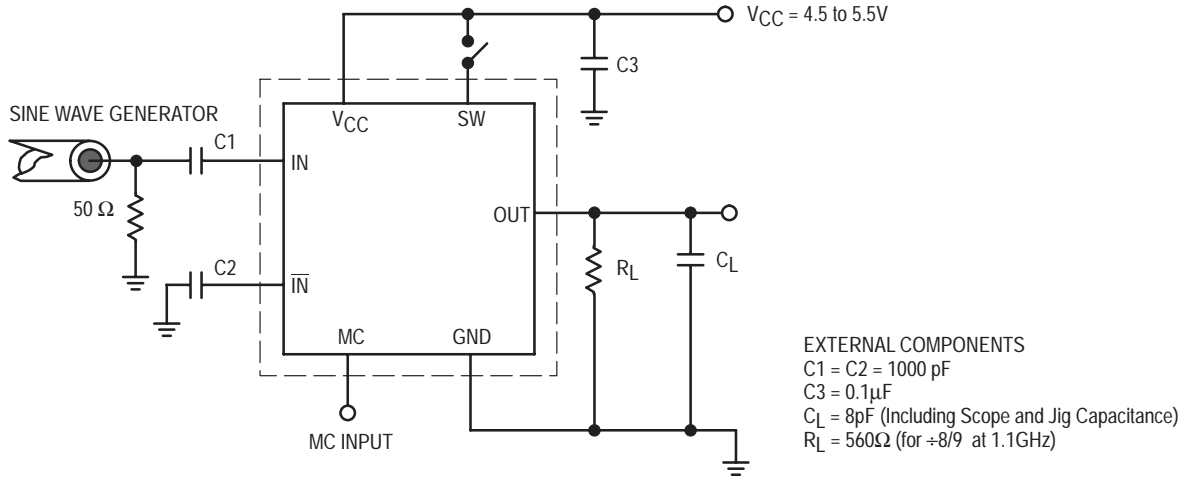 VCC = 4.5 to 5.5V
C3
SINE WAVE GENERATOR
VCC
SW
C1
IN
50 Ω
OUT
RL
CL
C2
IN
MC
GND
MC INPUT
EXTERNAL COMPONENTS
C1 = C2 = 1000 pF
C3 = 0.1μF
CL = 8pF (Including Scope and Jig Capacitance)
RL = 560Ω (for ÷8/9 at 1.1GHz)